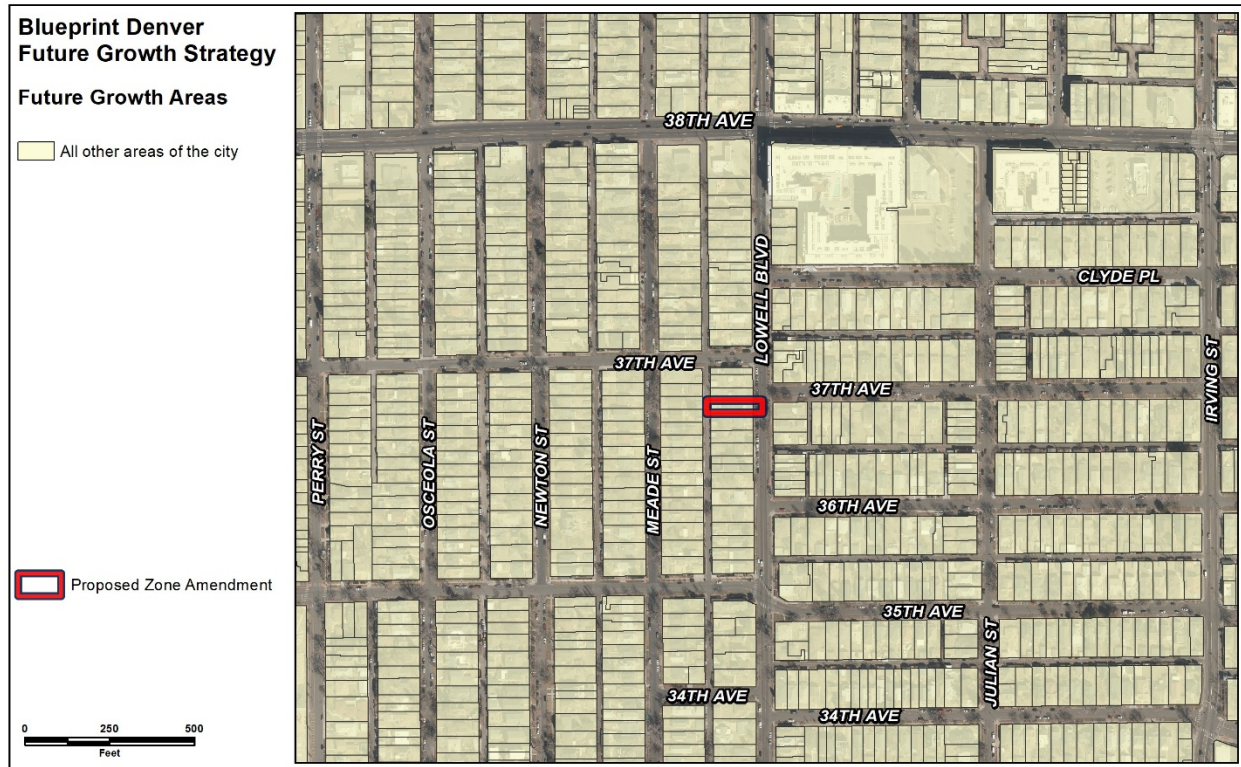 Blueprint Denver
Future Growth Strategy
Future Growth Areas
All other areas of the city
38TH AVE
LOWELL BLVD
CLYDE PL
37TH AVE
37TH AVE
IRVING ST
PERRY ST
OSCEOLA ST
NEWTON ST
MEADE ST
36TH AVE
Proposed Zone Amendment
35TH AVE
JULIAN ST
34TH AVE
34TH AVE
0 250 500
Feet